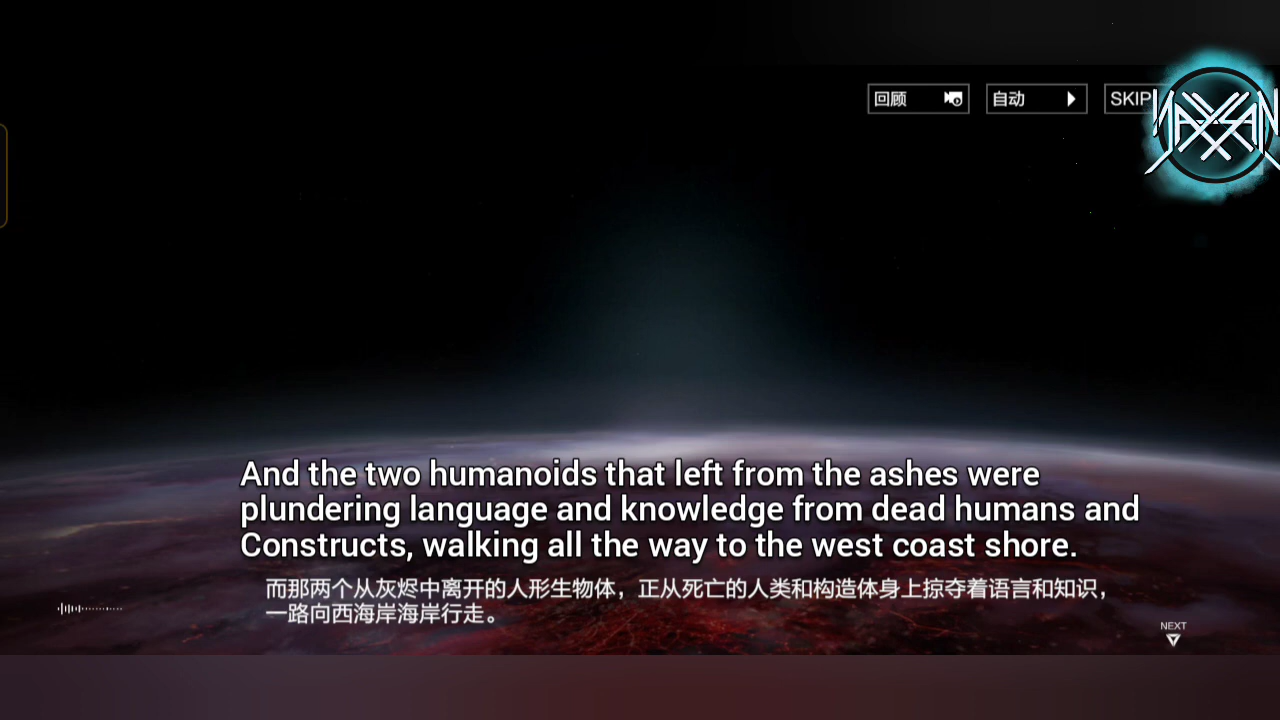 回顾
自动
SKIP
And the two humanoids that left from the ashes were
plundering language and knowledge from dead humans and
Constructs, walking all the way to the west coast shore.
而那两个从灰烬中离开的人形生物体，正从死亡的人类和构造体身上掠夺着语言和知识，
一路向西海岸海岸行走。
NEXT